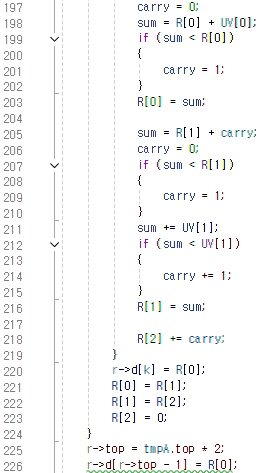 197 carry = 0;
198 sum = R[0] + UV[0];
199 if (sum < R[0])
200 {
201 carry = 1;
202 }
203 R[0] = sum;
204
205 sum = R[1] + carry;
206 carry = 0;
207 if (sum < R[1])
208 {
209 carry = 1;
210 }
211 sum += UV[1];
212 if (sum < UV[1])
213 {
214 carry += 1;
215 }
216 R[1] = sum;
217
218 R[2] += carry;
219 }
220 r->d[k] = R[0];
221 R[0] = R[1];
222 R[1] = R[2];
223 R[2] = 0;
224 }
225 r->top = tmpA.top * 2;
226 r->d[r->top - 1] = R[0];